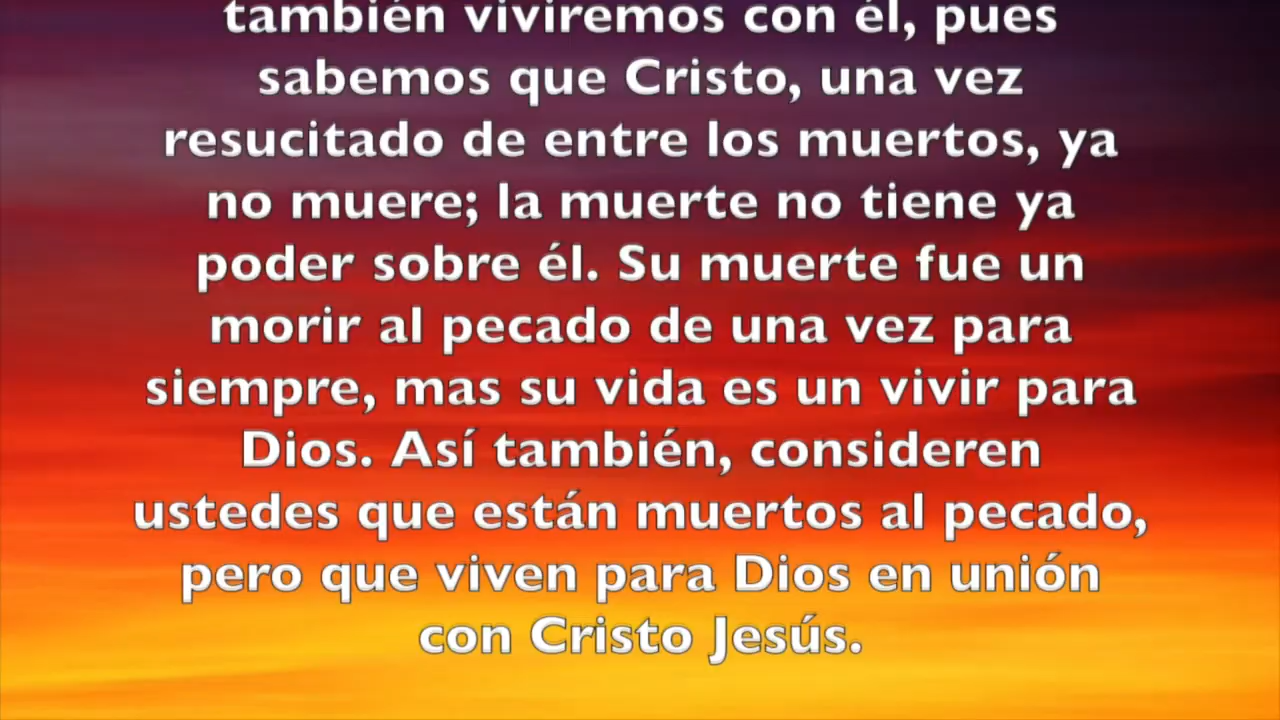 también viviremos con él, pues
sabemos que Cristo, una vez
resucitado de entre los muertos, ya
no muere; la muerte no tiene ya
poder sobre él. Su muerte fue un
morir al pecado de una vez para
siempre, mas su vida es un vivir para
Dios. Así también, consideren
ustedes que están muertos al pecado,
pero que viven para Dios en unión
con Cristo Jesús.